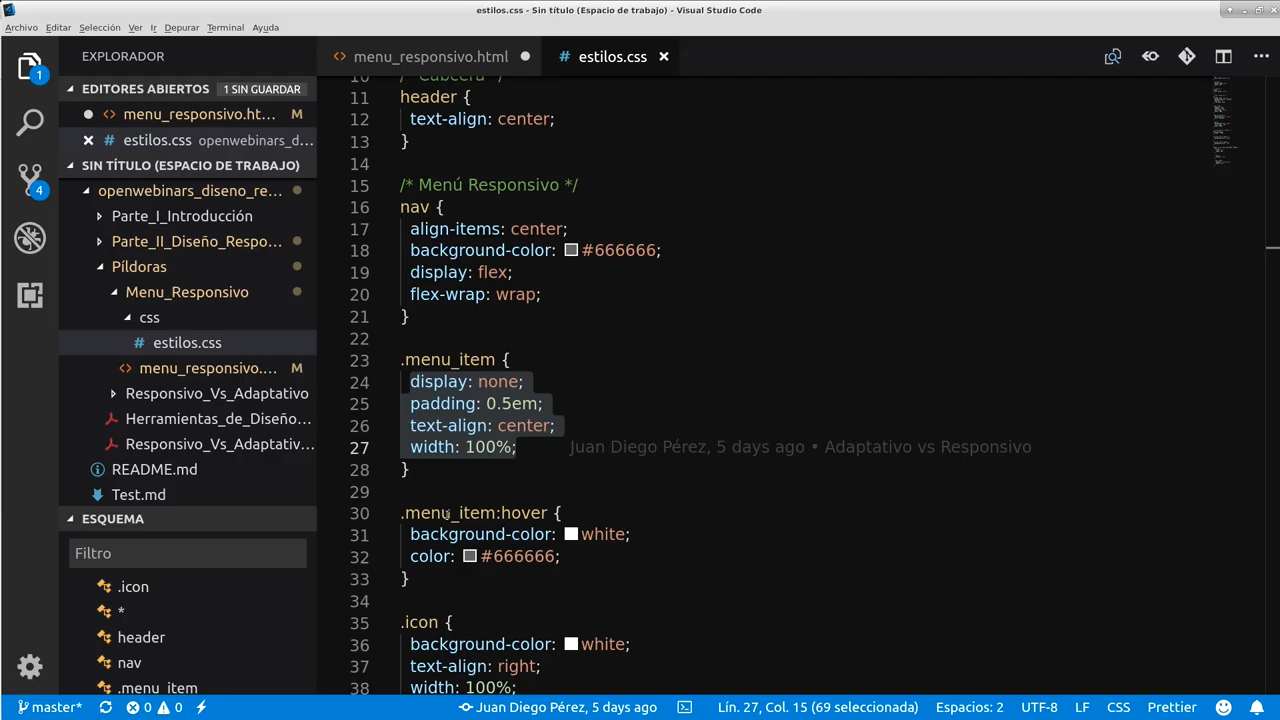 estilos.css - Sin título (Espacio de trabajo) - Visual Studio Code
Archivo Editar Selección Ver Ir Depurar Terminal Ayuda
EXPLORADOR
EDITORES ABIERTOS 1 SIN GUARDAR
menu_responsivo.ht... M
estilos.css openwebinars_d...
SIN TÍTULO (ESPACIO DE TRABAJO)
openwebinars_diseno_re...
Parte_I_Introducción
Parte_II_Diseño_Respo...
Píldoras
Menu_Responsivo
css
# estilos.css
menu_responsivo.... M
Responsivo_Vs_Adaptativo
Herramientas_de_Diseño...
Responsivo_Vs_Adaptativ...
README.md
Test.md
ESQUEMA
Filtro
.icon
*
header
nav
.menu_item
1
4
menu_responsivo.html
# estilos.css
10 /* Cabecera */
11 header {
12 text-align: center;
13 }
14
15 /* Menú Responsivo */
16 nav {
17 align-items: center;
18 background-color: #666666;
19 display: flex;
20 flex-wrap: wrap;
21 }
22
23 .menu_item {
24 display: none;
25 padding: 0.5em;
26 text-align: center;
27 width: 100%; Juan Diego Pérez, 5 days ago • Adaptativo vs Responsivo
28 }
29
30 .menu_item:hover {
31 background-color: white;
32 color: #666666;
33 }
34
35 .icon {
36 background-color: white;
37 text-align: right;
38 width: 100%;
master* 0 0 Juan Diego Pérez, 5 days ago Lín. 27, Col. 15 (69 seleccionada) Espacios: 2 UTF-8 LF CSS Prettier